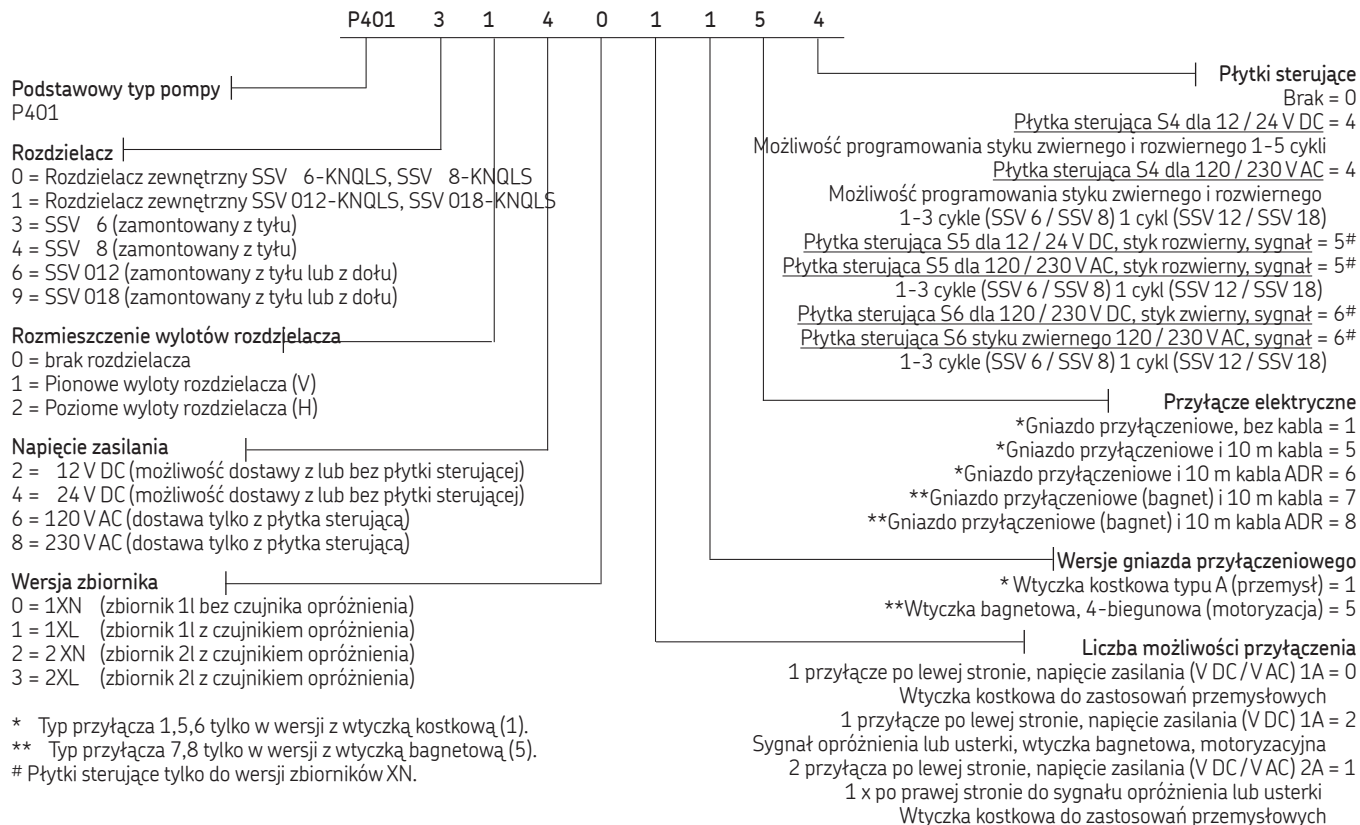 P401 3 1 4 0 1 1 5 4
Podstawowy typ pompy
P401
Rozdzielacz
0 = Rozdzielacz zewnętrzny SSV 6-KNQLS, SSV 8-KNQLS
1 = Rozdzielacz zewnętrzny SSV 012-KNQLS, SSV 018-KNQLS
3 = SSV 6 (zamontowany z tyłu)
4 = SSV 8 (zamontowany z tyłu)
6 = SSV 012 (zamontowany z tyłu lub z dołu)
9 = SSV 018 (zamontowany z tyłu lub z dołu)
Rozmieszczenie wylotów rozdzielacza
0 = brak rozdzielacza
1 = Pionowe wyloty rozdzielacza (V)
2 = Poziome wyloty rozdzielacza (H)
Napięcie zasilania
2 = 12 V DC (możliwość dostawy z lub bez płytki sterującej)
4 = 24 V DC (możliwość dostawy z lub bez płytki sterującej)
6 = 120 V AC (dostawa tylko z płytka sterującą)
8 = 230 V AC (dostawa tylko z płytka sterującą)
Wersja zbiornika
0 = 1XN (zbiornik 1l bez czujnika opróżnienia)
1 = 1XL (zbiornik 1l z czujnikiem opróżnienia)
2 = 2 XN (zbiornik 2l z czujnikiem opróżnienia)
3 = 2XL (zbiornik 2l z czujnikiem opróżnienia)
* Typ przyłącza 1,5,6 tylko w wersji z wtyczką kostkową (1).
** Typ przyłącza 7,8 tylko w wersji z wtyczką bagnetową (5).
# Płytki sterujące tylko do wersji zbiorników XN.
Płytki sterujące
Brak = 0
Płytka sterująca S4 dla 12 / 24 V DC = 4
Możliwość programowania styku zwiernego i rozwiernego 1-5 cykli
Płytka sterująca S4 dla 120 / 230 V AC = 4
Możliwość programowania styku zwiernego i rozwiernego
1-3 cykle (SSV 6 / SSV 8) 1 cykl (SSV 12 / SSV 18)
Płytka sterująca S5 dla 12 / 24 V DC, styk rozwierny, sygnał = 5#
Płytka sterująca S5 dla 120 / 230 V AC, styk rozwierny, sygnał = 5#
1-3 cykle (SSV 6 / SSV 8) 1 cykl (SSV 12 / SSV 18)
Płytka sterująca S6 dla 120 / 230 V DC, styk zwierny, sygnał = 6#
Płytka sterująca S6 styku zwiernego 120 / 230 V AC, sygnał = 6#
1-3 cykle (SSV 6 / SSV 8) 1 cykl (SSV 12 / SSV 18)
Przyłącze elektryczne
*Gniazdo przyłączeniowe, bez kabla = 1
*Gniazdo przyłączeniowe i 10 m kabla = 5
*Gniazdo przyłączeniowe i 10 m kabla ADR = 6
**Gniazdo przyłączeniowe (bagnet) i 10 m kabla = 7
**Gniazdo przyłączeniowe (bagnet) i 10 m kabla ADR = 8
Wersje gniazda przyłączeniowego
* Wtyczka kostkowa typu A (przemysł) = 1
**Wtyczka bagnetowa, 4-biegunowa (motoryzacja) = 5
Liczba możliwości przyłączenia
1 przyłącze po lewej stronie, napięcie zasilania (V DC / V AC) 1A = 0
Wtyczka kostkowa do zastosowań przemysłowych
1 przyłącze po lewej stronie, napięcie zasilania (V DC) 1A = 2
Sygnał opróżnienia lub usterki, wtyczka bagnetowa, motoryzacyjna
2 przyłącza po lewej stronie, napięcie zasilania (V DC / V AC) 2A = 1
1 x po prawej stronie do sygnału opróżnienia lub usterki
Wtyczka kostkowa do zastosowań przemysłowych